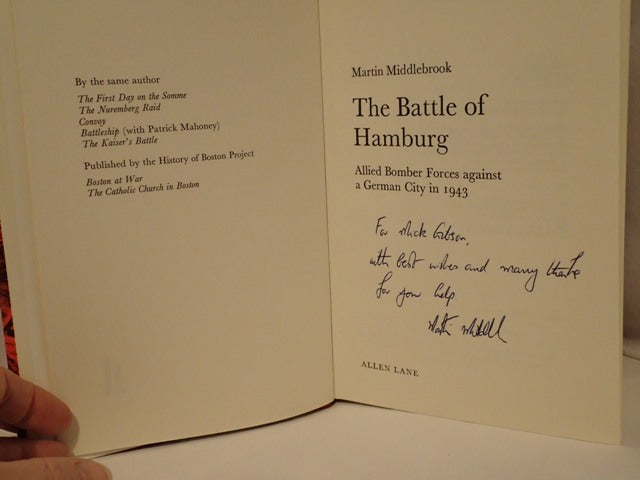 By the same author
The First Day on the Somme
The Nuremberg Raid
Convoy
Battleship (with Patrick Mahoney)
The Kaiser's Battle
Published by the History of Boston Project
Boston at War
The Catholic Church in Boston
Martin Middlebrook
The Battle of
Hamburg
Allied Bomber Forces against
a German City in 1943
For Mick Gibson,
with best wishes and many thanks
for your help
ALLEN LANE